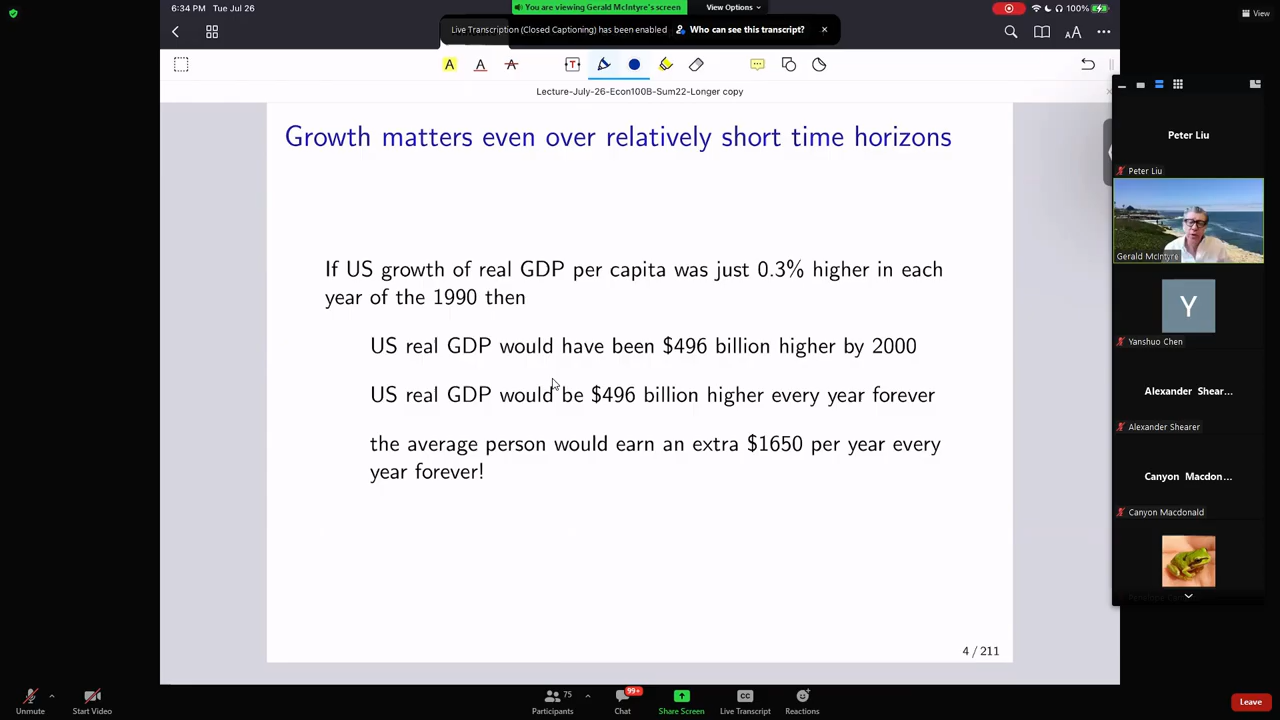 6:34 PM Tue Jul 26
You are viewing Gerald McIntyre's screen
View Options
100%
View
Live Transcription (Closed Captioning) has been enabled
Who can see this transcript?
Lecture-July-26-Econ100B-Sum22-Longer copy
Growth matters even over relatively short time horizons
If US growth of real GDP per capita was just 0.3% higher in each
year of the 1990 then
US real GDP would have been $496 billion higher by 2000
US real GDP would be $496 billion higher every year forever
the average person would earn an extra $1650 per year every
year forever!
4 / 211
Peter Liu
Peter Liu
Gerald McIntyre
Y
Yanshuo Chen
Alexander Shear...
Alexander Shearer
Canyon Macdon...
Canyon Macdonald
Unmute
Start Video
75
Participants
99+
Chat
Share Screen
CC
Live Transcript
Reactions
Leave